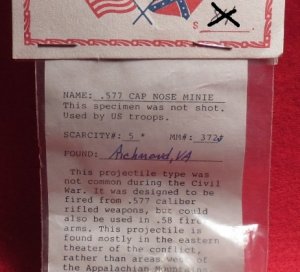 S
NAME: .577 CAP NOSE MINIE
This specimen was not shot.
Used by US troops.
SCARCITY#: 5 * MM#: 372
FOUND: Richmond, VA
This projectile type was
not common during the Civil
War. It was designed to be
fired from .577 caliber
rifled weapons, but could
also be used in .58 fire
arms. This projectile is
found mostly in the eastern
theater of the conflict,
rather than areas west of
the Appalachian Mountains